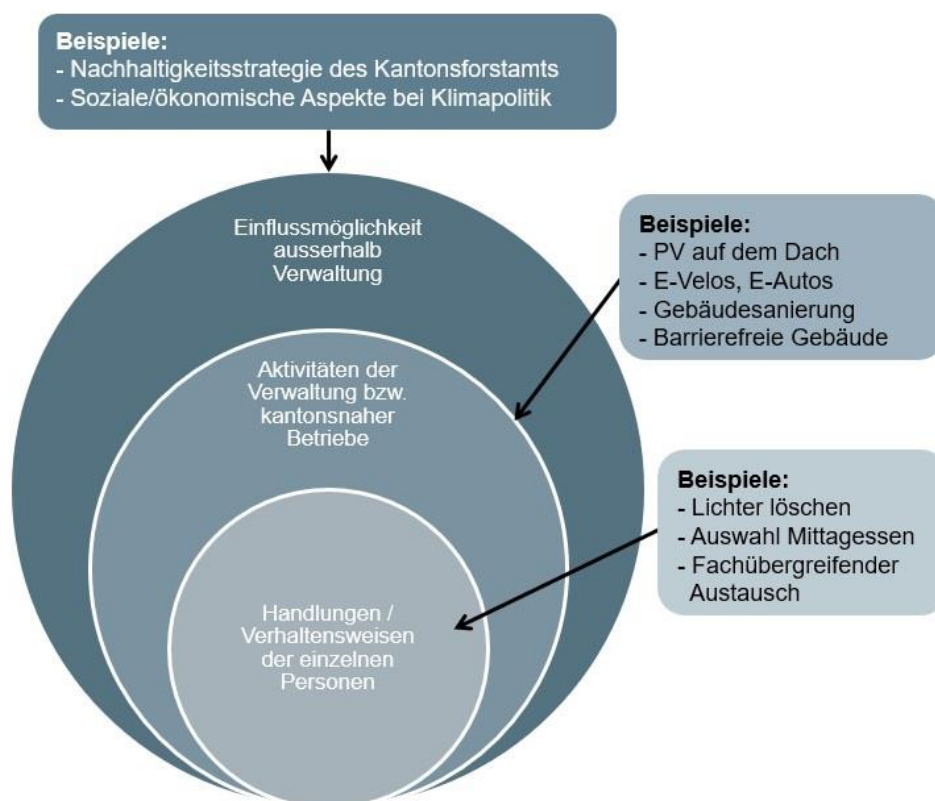 Beispiele:
- Nachhaltigkeitsstrategie des Kantonsforstamts
- Soziale/ökonomische Aspekte bei Klimapolitik
Einflussmöglichkeit
ausserhalb
Verwaltung
Beispiele:
- PV auf dem Dach
- E-Velos, E-Autos
- Gebäudesanierung
- Barrierefreie Gebäude
Aktivitäten der
Verwaltung bzw.
kantonsnaher
Betriebe
Beispiele:
- Lichter löschen
- Auswahl Mittagessen
- Fachübergreifender
Austausch
Handlungen /
Verhaltensweisen
der einzelnen
Personen